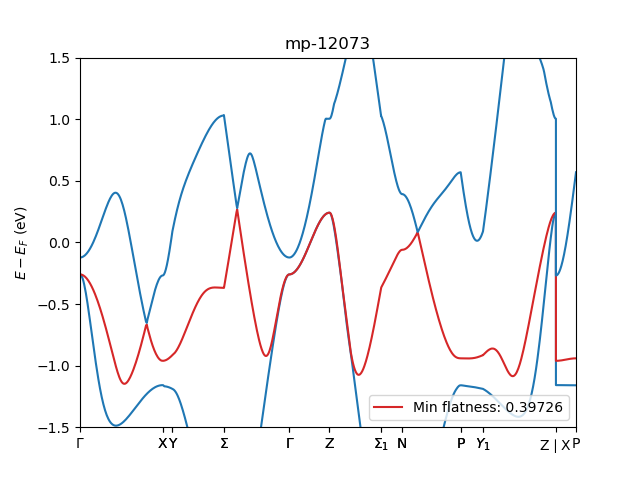 mp-12073
E − E_F (eV)
1.5
1.0
0.5
0.0
−0.5
−1.0
−1.5
Min flatness: 0.39726
Γ X Y Σ Γ Z Σ₁ N P Y₁ Z | X P